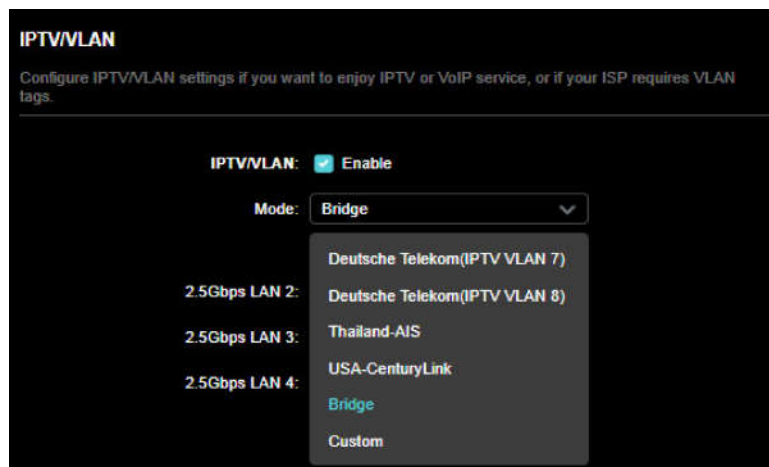 IPTV/VLAN
Configure IPTV/VLAN settings if you want to enjoy IPTV or VoIP service, or if your ISP requires VLAN
tags.
IPTV/VLAN: Enable
Mode: Bridge
Deutsche Telekom(IPTV VLAN 7)
2.5Gbps LAN 2:
Deutsche Telekom(IPTV VLAN 8)
2.5Gbps LAN 3:
Thailand-AIS
USA-CenturyLink
2.5Gbps LAN 4:
Bridge
Custom